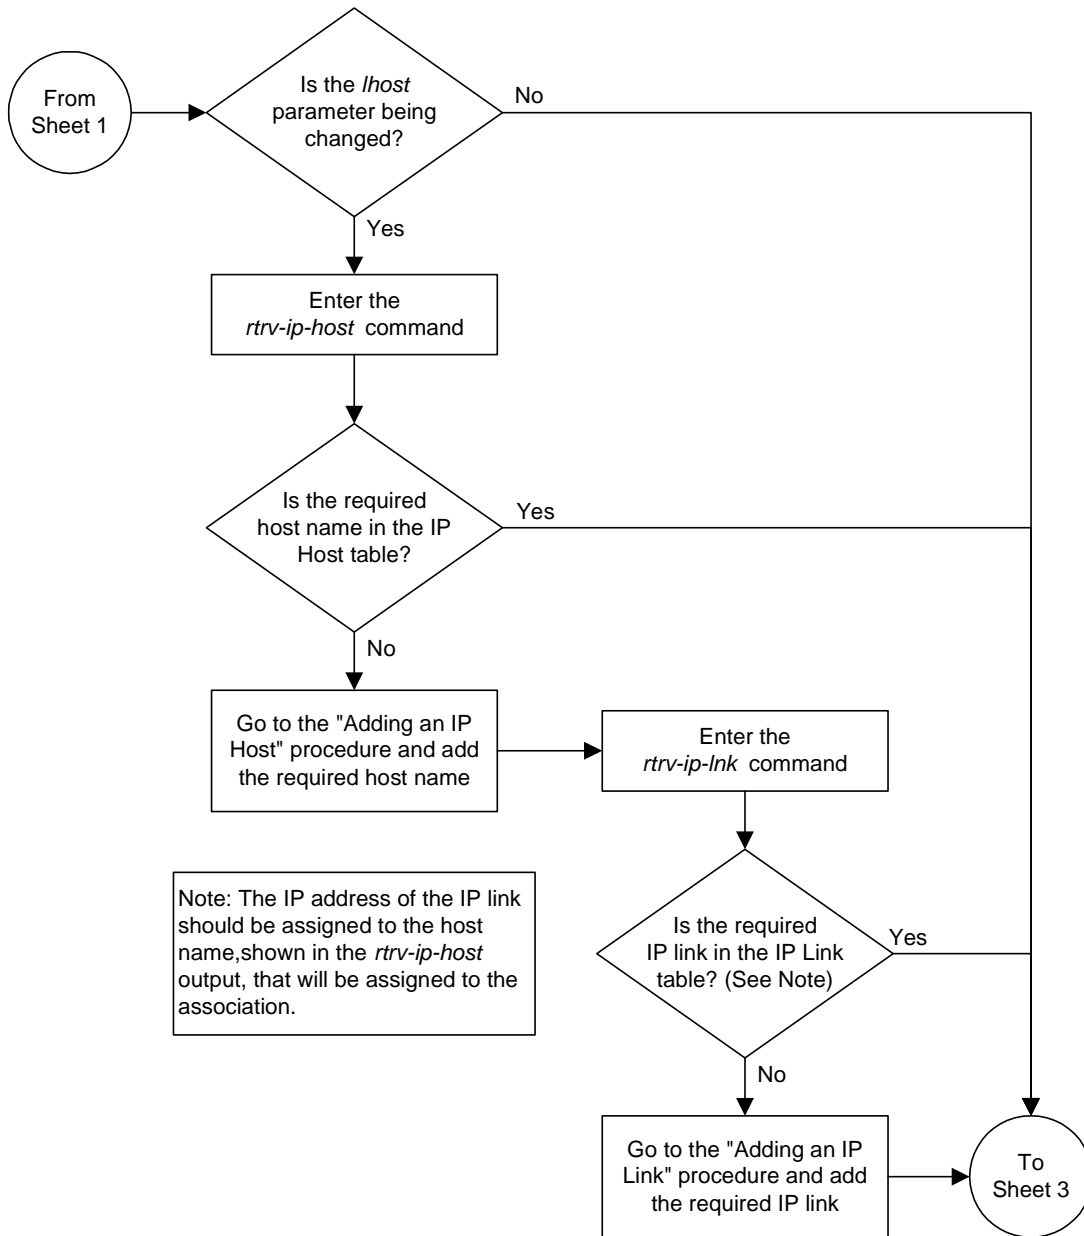 From
Sheet 1
Is the lhost
parameter being
changed?
No
Yes
Enter the
rtrv-ip-host command
Is the required
host name in the IP
Host table?
Yes
No
Go to the "Adding an IP
Host" procedure and add
the required host name
Enter the
rtrv-ip-lnk command
Note: The IP address of the IP link
should be assigned to the host
name,shown in the rtrv-ip-host
output, that will be assigned to the
association.
Is the required
IP link in the IP Link
table? (See Note)
Yes
No
Go to the "Adding an IP
Link" procedure and add
the required IP link
To
Sheet 3